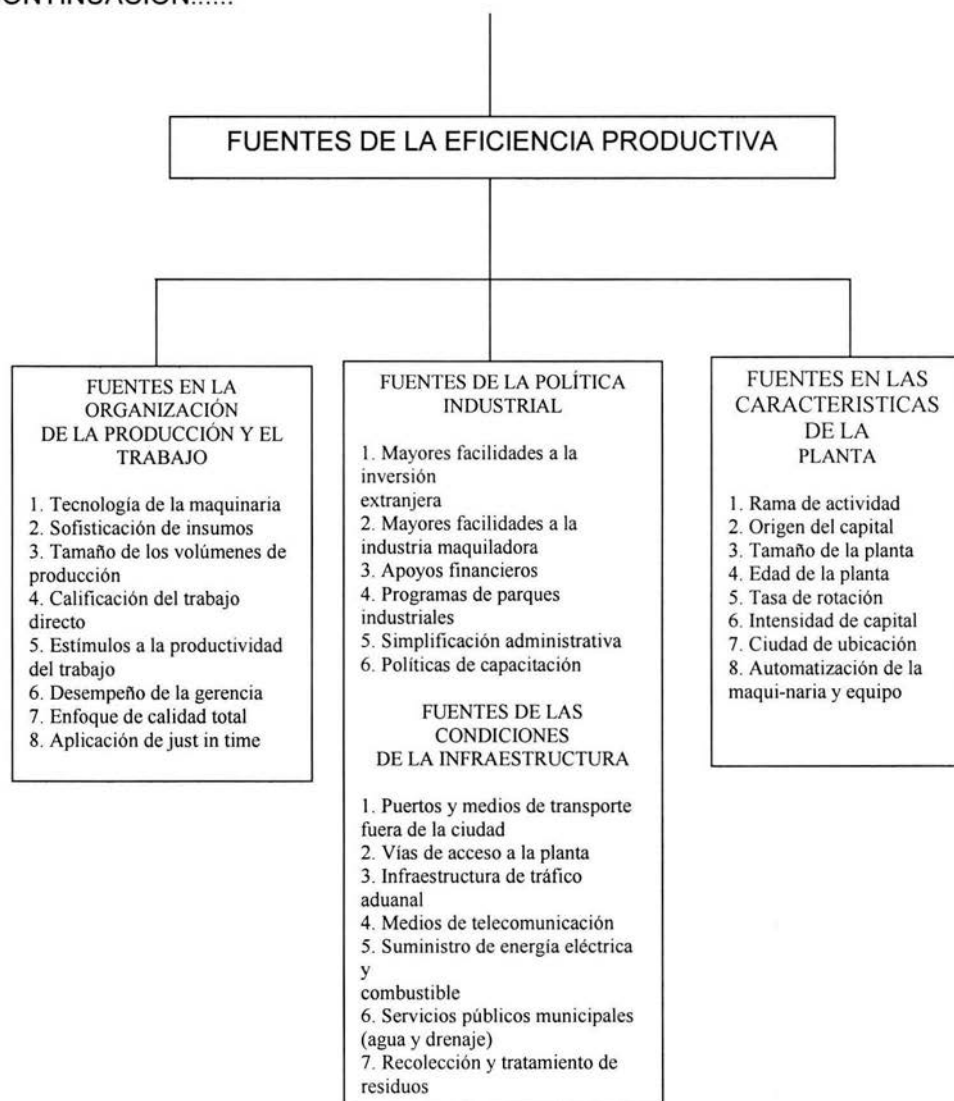 ONTINUACIÓN......
FUENTES DE LA EFICIENCIA PRODUCTIVA
FUENTES EN LA
ORGANIZACIÓN
DE LA PRODUCCIÓN Y EL
TRABAJO
1. Tecnología de la maquinaria
2. Sofisticación de insumos
3. Tamaño de los volúmenes de
producción
4. Calificación del trabajo
directo
5. Estímulos a la productividad
del trabajo
6. Desempeño de la gerencia
7. Enfoque de calidad total
8. Aplicación de just in time
FUENTES DE LA POLÍTICA
INDUSTRIAL
1. Mayores facilidades a la
inversión
extranjera
2. Mayores facilidades a la
industria maquiladora
3. Apoyos financieros
4. Programas de parques
industriales
5. Simplificación administrativa
6. Políticas de capacitación
FUENTES DE LAS
CONDICIONES
DE LA INFRAESTRUCTURA
1. Puertos y medios de transporte
fuera de la ciudad
2. Vías de acceso a la planta
3. Infraestructura de tráfico
aduanal
4. Medios de telecomunicación
5. Suministro de energía eléctrica
y
combustible
6. Servicios públicos municipales
(agua y drenaje)
7. Recolección y tratamiento de
residuos
FUENTES EN LAS
CARACTERISTICAS
DE LA
PLANTA
1. Rama de actividad
2. Origen del capital
3. Tamaño de la planta
4. Edad de la planta
5. Tasa de rotación
6. Intensidad de capital
7. Ciudad de ubicación
8. Automatización de la
maqui-naria y equipo